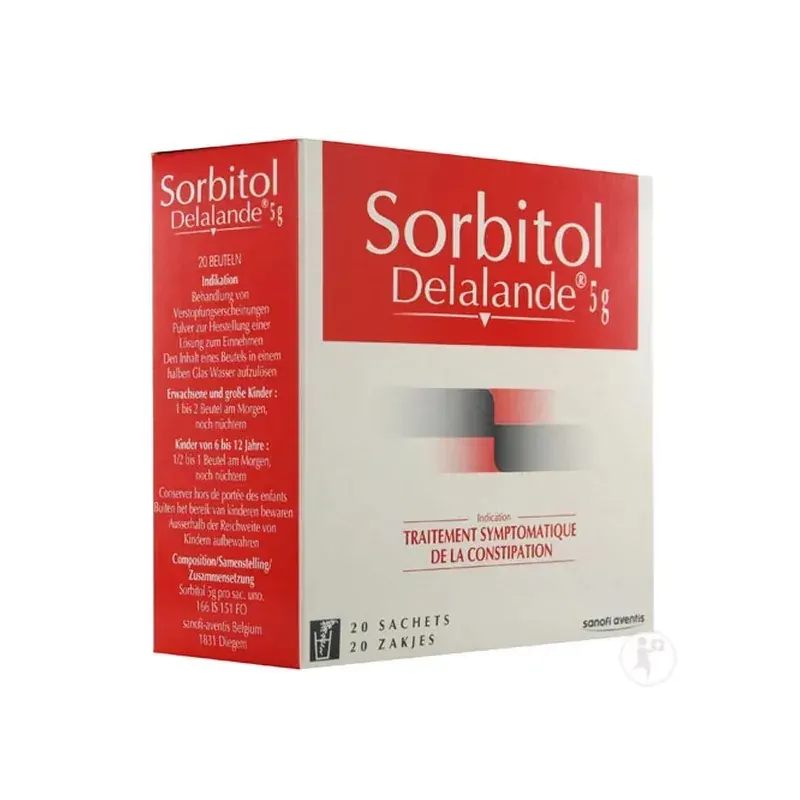 Sorbitol
Delalande® 5g
20 BEUTELN
Indikation
Behandlung von
Verstopfungserscheinungen
Pulver zur Herstellung einer
Lösung zum Einnehmen
Den Inhalt eines Beutels in einem
halben Glas Wasser aufzulösen
Erwachsene und große Kinder :
1 bis 2 Beutel am Morgen,
noch nüchtern
Kinder von 6 bis 12 Jahre :
1/2 bis 1 Beutel am Morgen,
noch nüchtern
Conserver hors de portée des enfants
Buiten het bereik van kinderen bewaren
Ausserhalb der Reichweite von
Kindern aufbewahren
Composition/Samenstelling/
Zusammensetzung
Sorbitol 5g pro sac. uno.
166 IS 151 FO
sanofi-aventis Belgium
1831 Diegem
Sorbitol
Delalande® 5g
Indication
TRAITEMENT SYMPTOMATIQUE
DE LA CONSTIPATION
20 SACHETS
20 ZAKJES
sanofi aventis